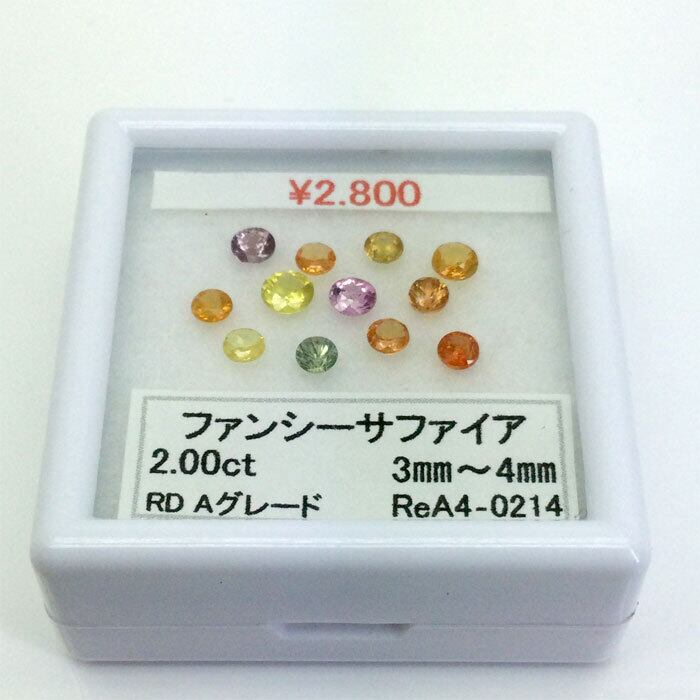 ¥2.800
ファンシーサファイア
2.00ct 3㎜～4㎜
RD Aグレード ReA4-0214